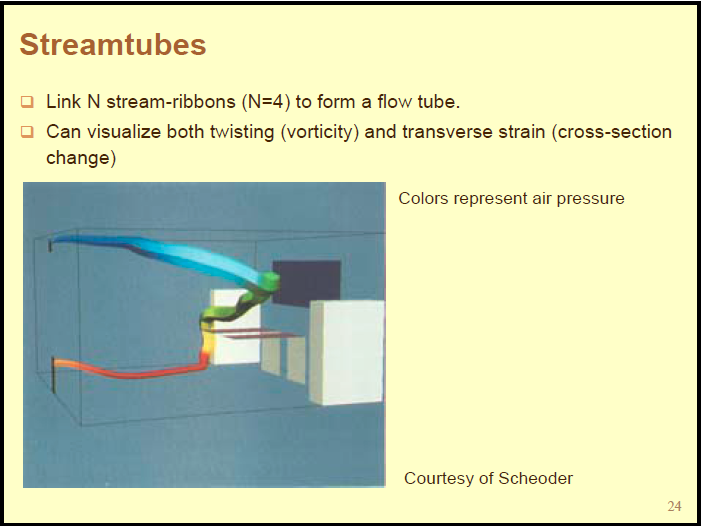 Streamtubes
Link N stream-ribbons (N=4) to form a flow tube.
Can visualize both twisting (vorticity) and transverse strain (cross-section
change)
Colors represent air pressure
Courtesy of Scheoder
24